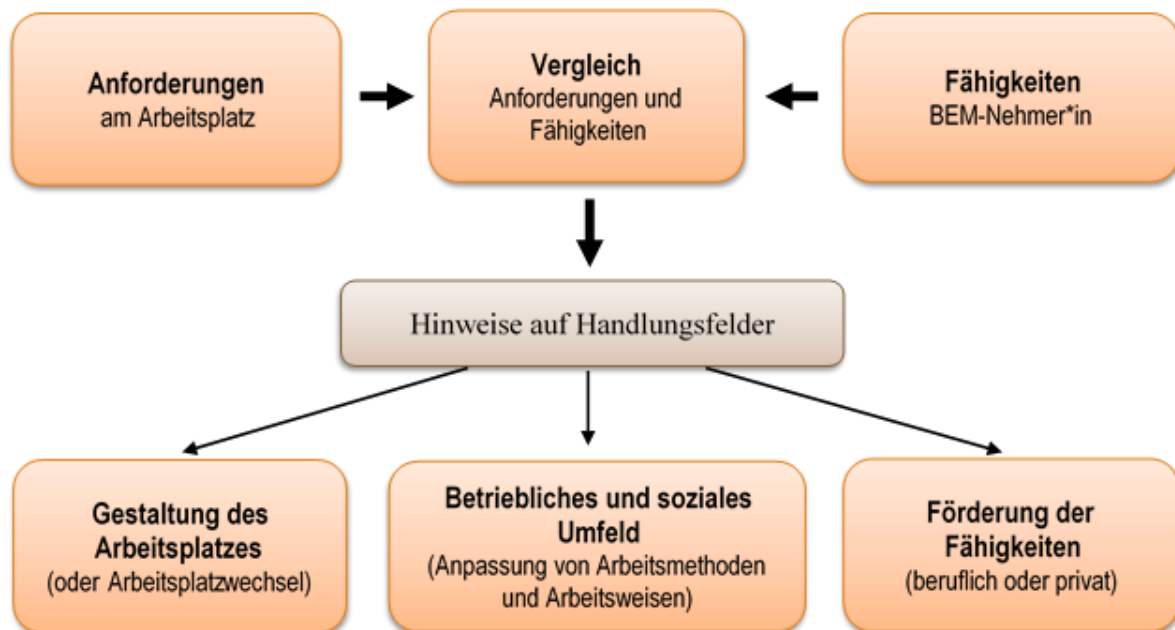 Anforderungen
am Arbeitsplatz
Vergleich
Anforderungen und
Fähigkeiten
Fähigkeiten
BEM-Nehmer*in
Hinweise auf Handlungsfelder
Gestaltung des
Arbeitsplatzes
(oder Arbeitsplatzwechsel)
Betriebliches und soziales
Umfeld
(Anpassung von Arbeitsmethoden
und Arbeitsweisen)
Förderung der
Fähigkeiten
(beruflich oder privat)